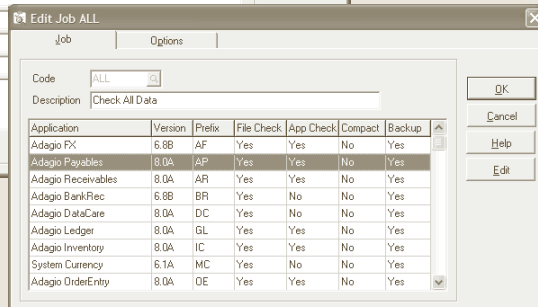 Edit Job ALL
Job Options
Code ALL
Description Check All Data
Application Version Prefix File Check App Check Compact Backup
Adagio FX 6.8B AF Yes Yes No Yes
Adagio Payables 8.0A AP Yes Yes No Yes
Adagio Receivables 8.0A AR Yes Yes No Yes
Adagio BankRec 6.8B BR Yes No No Yes
Adagio DataCare 8.0A DC Yes No No Yes
Adagio Ledger 8.0A GL Yes Yes No Yes
Adagio Inventory 8.0A IC Yes Yes No Yes
System Currency 6.1A MC Yes No No Yes
Adagio OrderEntry 8.0A OE Yes Yes No Yes
OK
Cancel
Help
Edit